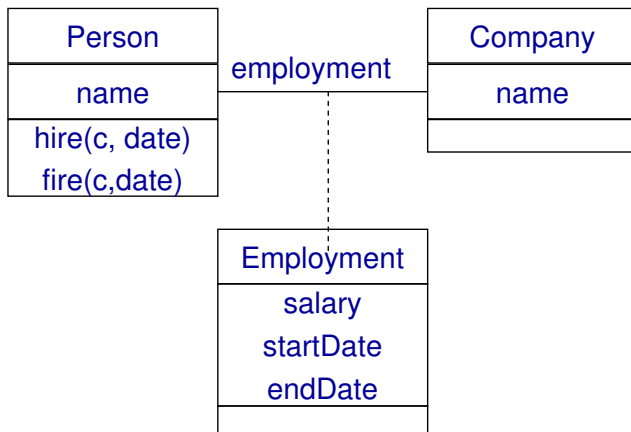 Person
name
hire(c, date)
fire(c,date)
employment
Company
name
Employment
salary
startDate
endDate